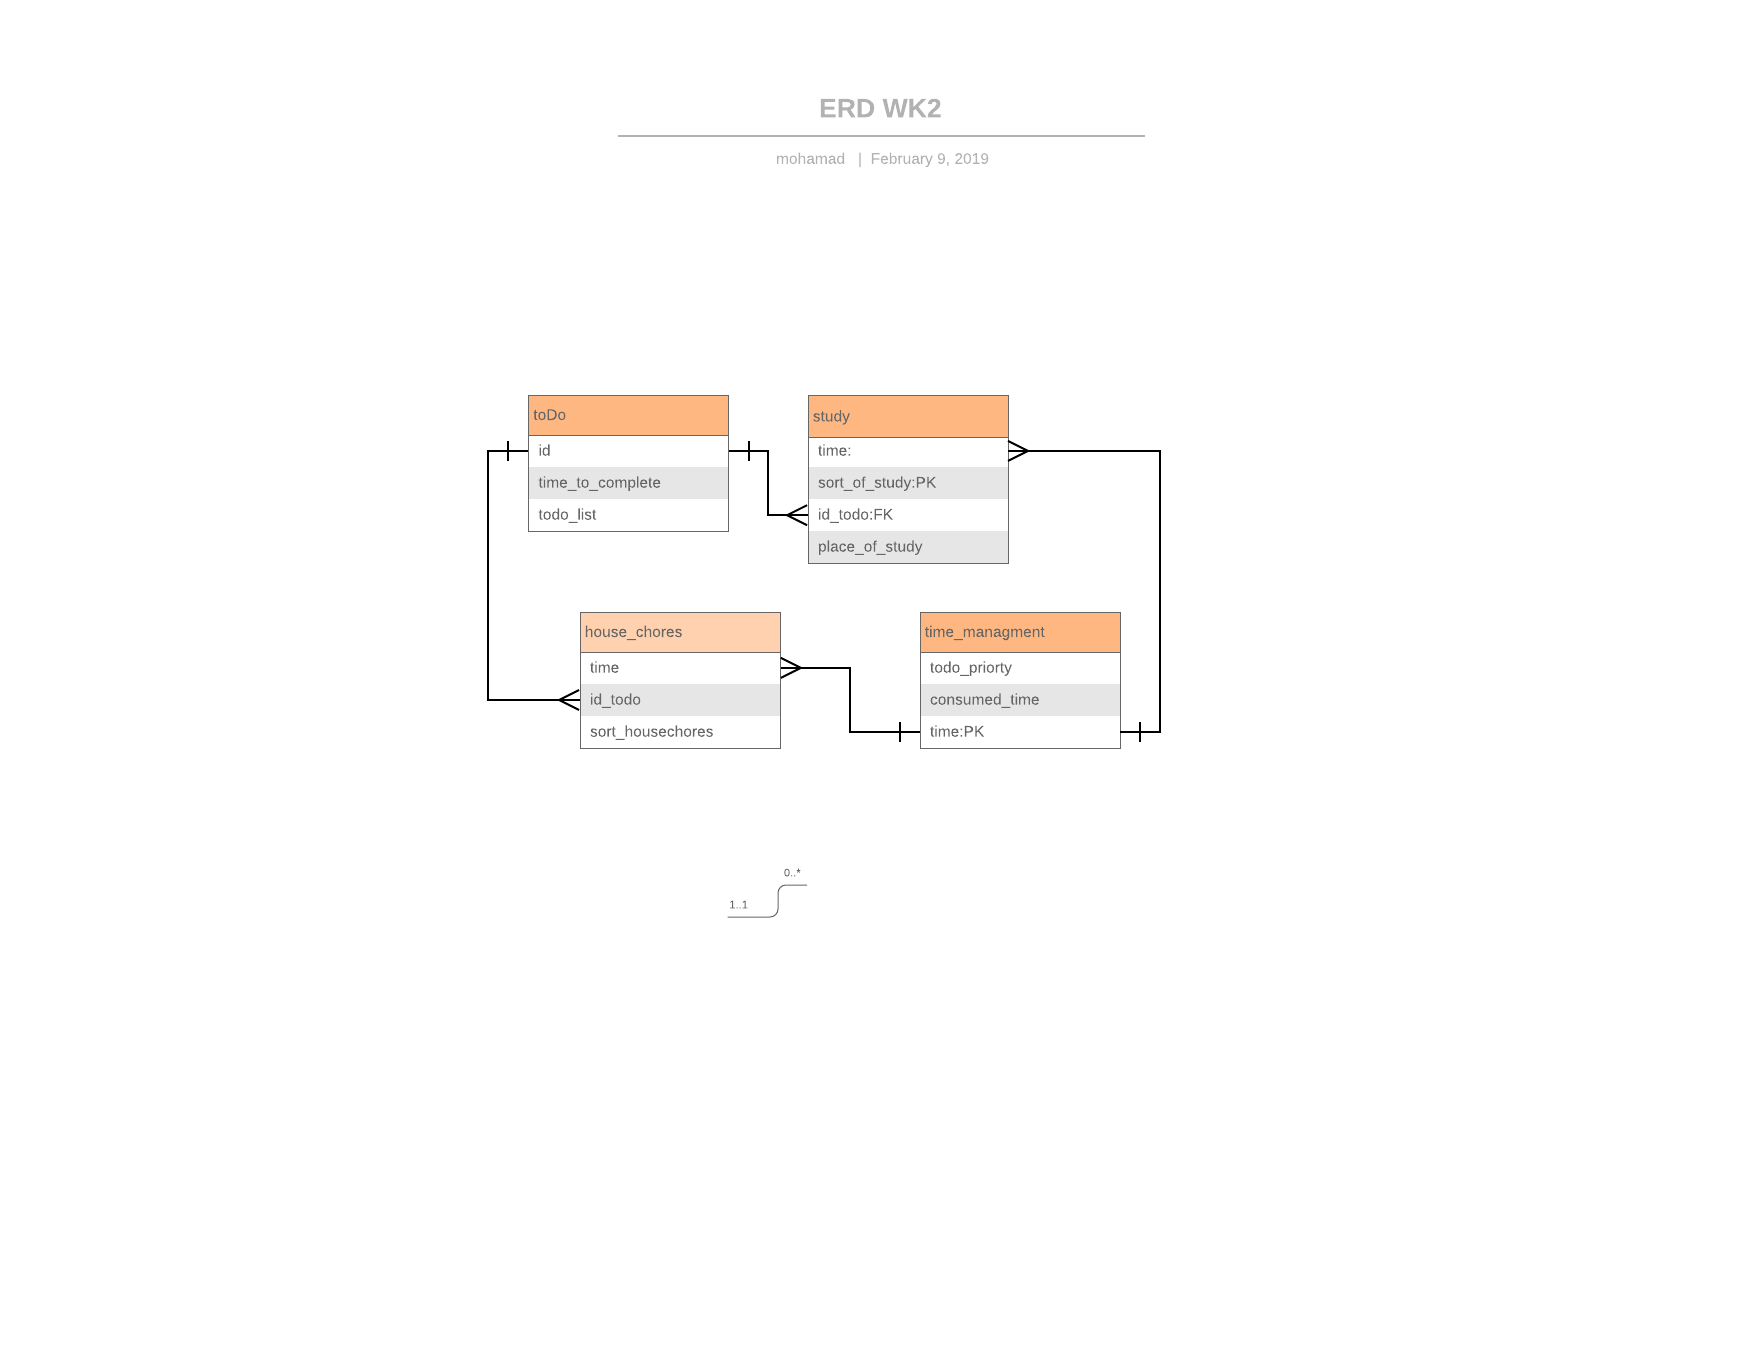 ERD WK2
mohamad | February 9, 2019
toDo
id
time_to_complete
todo_list
study
time:
sort_of_study:PK
id_todo:FK
place_of_study
house_chores
time
id_todo
sort_housechores
time_managment
todo_priorty
consumed_time
time:PK
0..*
1..1